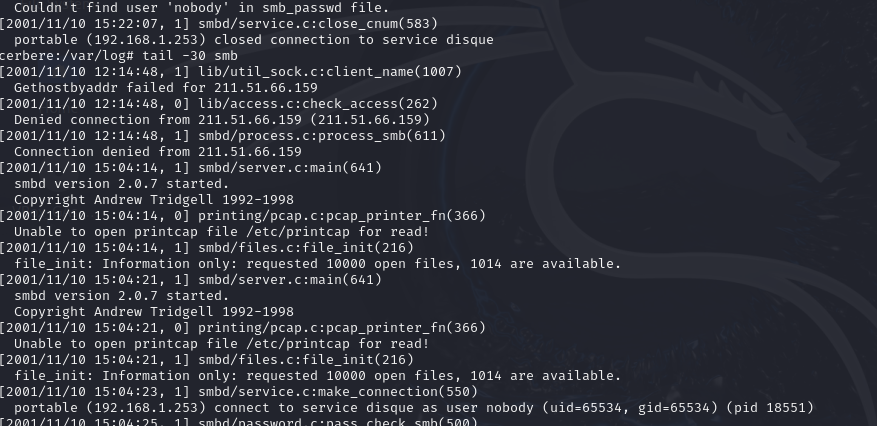 Couldn't find user 'nobody' in smb_passwd file.
[2001/11/10 15:22:07, 1] smbd/service.c:close_cnum(583)
portable (192.168.1.253) closed connection to service disque
cerbere:/var/log# tail -30 smb
[2001/11/10 12:14:48, 1] lib/util_sock.c:client_name(1007)
Gethostbyaddr failed for 211.51.66.159
[2001/11/10 12:14:48, 0] lib/access.c:check_access(262)
Denied connection from 211.51.66.159 (211.51.66.159)
[2001/11/10 12:14:48, 1] smbd/process.c:process_smb(611)
Connection denied from 211.51.66.159
[2001/11/10 15:04:14, 1] smbd/server.c:main(641)
smbd version 2.0.7 started.
Copyright Andrew Tridgell 1992-1998
[2001/11/10 15:04:14, 0] printing/pcap.c:pcap_printer_fn(366)
Unable to open printcap file /etc/printcap for read!
[2001/11/10 15:04:14, 1] smbd/files.c:file_init(216)
file_init: Information only: requested 10000 open files, 1014 are available.
[2001/11/10 15:04:21, 1] smbd/server.c:main(641)
smbd version 2.0.7 started.
Copyright Andrew Tridgell 1992-1998
[2001/11/10 15:04:21, 0] printing/pcap.c:pcap_printer_fn(366)
Unable to open printcap file /etc/printcap for read!
[2001/11/10 15:04:21, 1] smbd/files.c:file_init(216)
file_init: Information only: requested 10000 open files, 1014 are available.
[2001/11/10 15:04:23, 1] smbd/service.c:make_connection(550)
portable (192.168.1.253) connect to service disque as user nobody (uid=65534, gid=65534) (pid 18551)
[2001/11/10 15:04:25, 1] smbd/password.c:pass_check_smb(500)